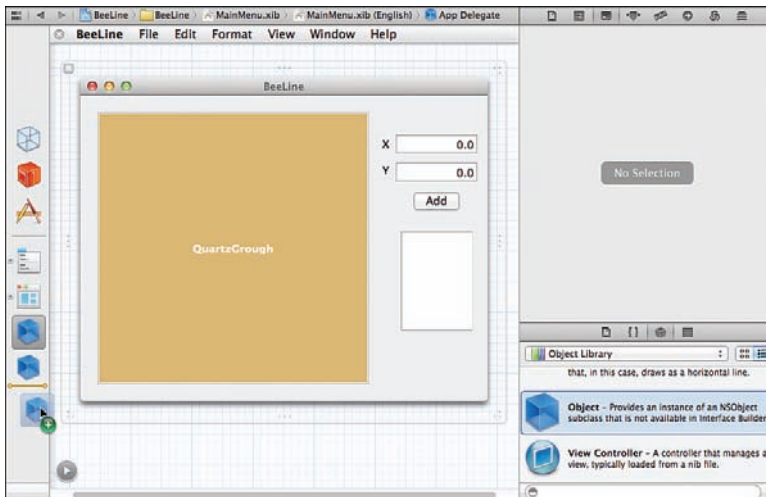 BeeLine BeeLine MainMenu.xib MainMenu.xib (English) App Delegate
BeeLine File Edit Format View Window Help
BeeLine
X 0.0
Y 0.0
Add
QuartzGrough
No Selection
Object Library
that, in this case, draws as a horizontal line.
Object – Provides an instance of an NSObject
subclass that is not available in Interface Builder
View Controller – A controller that manages a
view, typically loaded from a nib file.